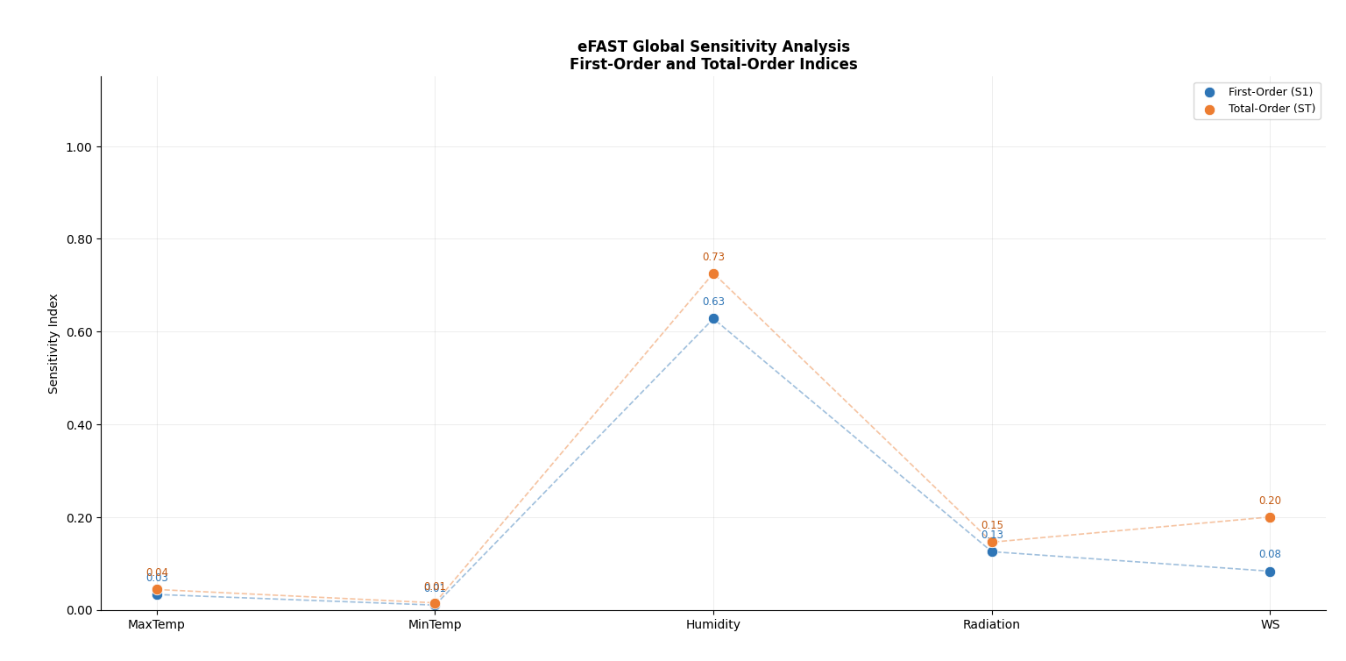 eFAST Global Sensitivity Analysis
First-Order and Total-Order Indices
First-Order (S1)
Total-Order (ST)
Sensitivity Index
1.00
0.80
0.60
0.40
0.20
0.00
0.04
0.03
0.01
0.01
0.73
0.63
0.15
0.13
0.20
0.08
MaxTemp
MinTemp
Humidity
Radiation
WS